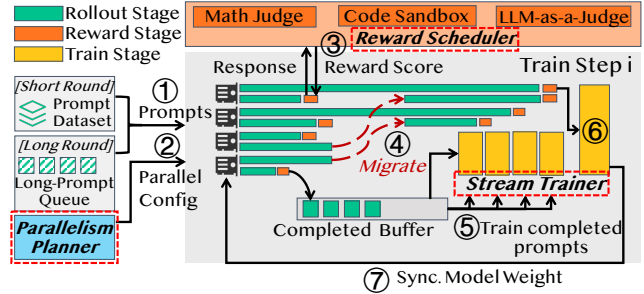 Rollout Stage
Reward Stage
Train Stage
Math Judge
Code Sandbox
LLM-as-a-Judge
Reward Scheduler
③
Response
Reward Score
Train Step i
[Short Round]
Prompt
Dataset
①
Prompts
②
Parallel
Config
[Long Round]
Long-Prompt
Queue
Parallelism
Planner
④
Migrate
⑥
Stream Trainer
Completed Buffer
⑤ Train completed
prompts
⑦ Sync. Model Weight